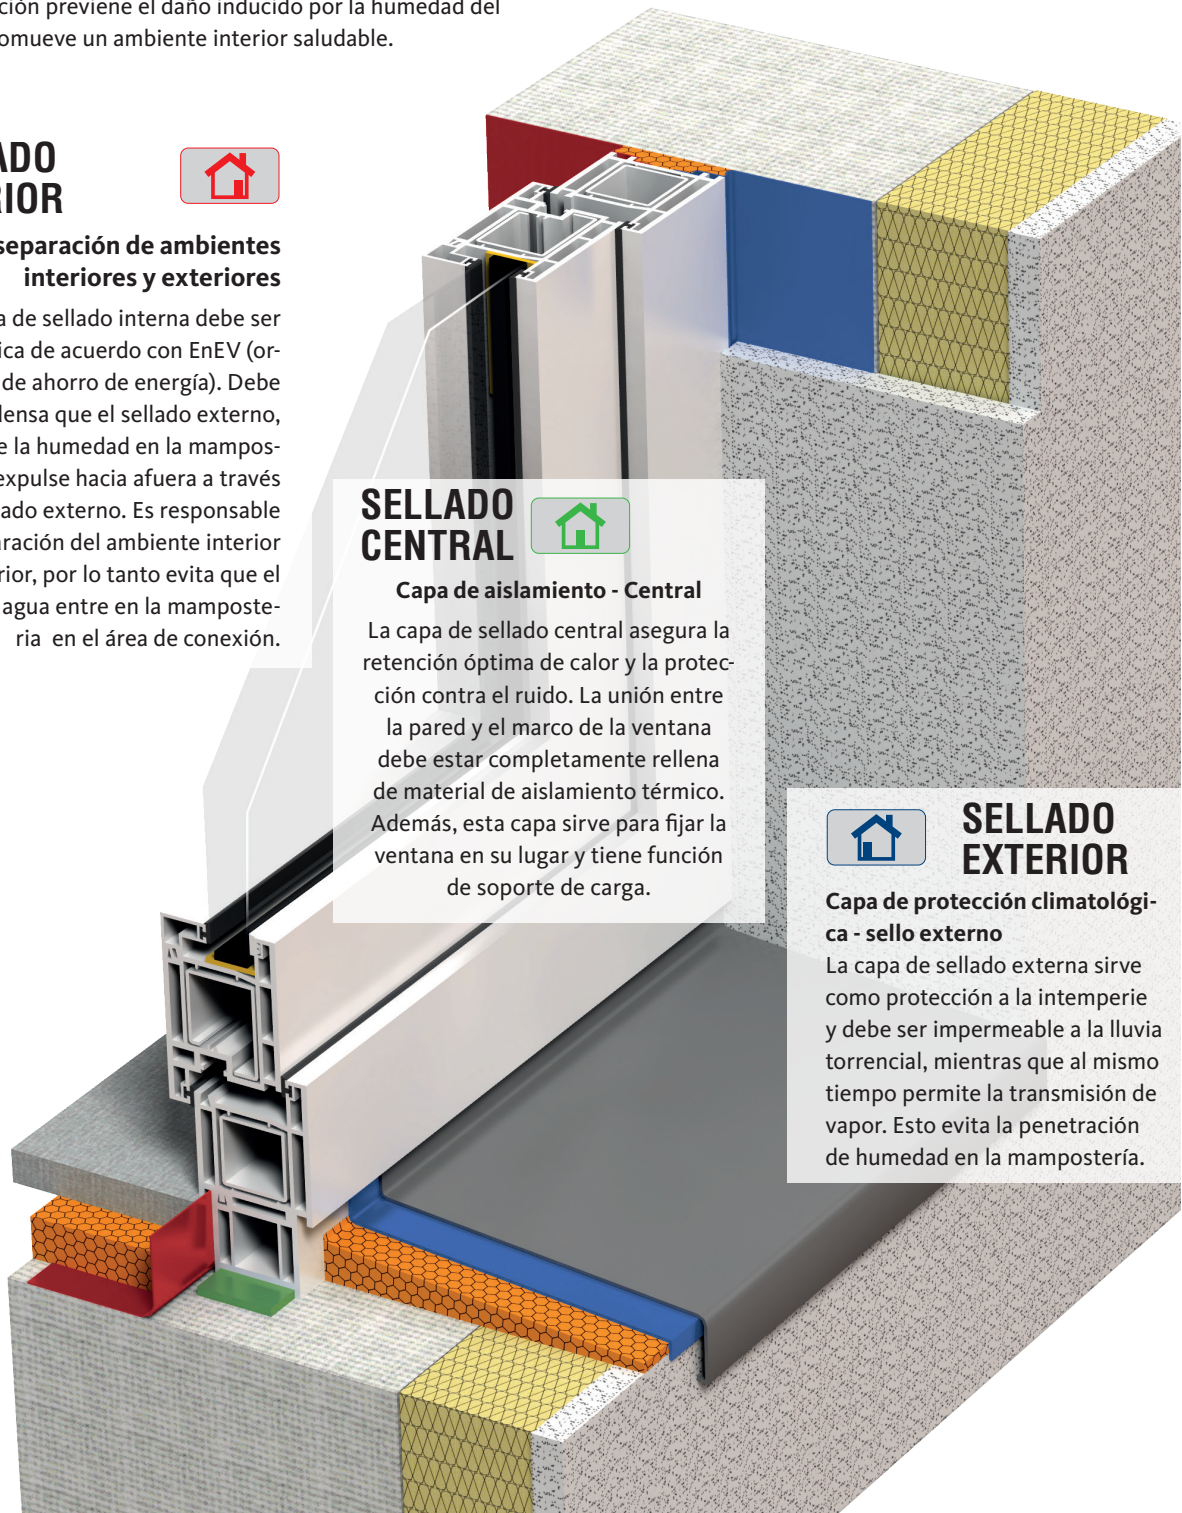 ción previene el daño inducido por la humedad del
omueve un ambiente interior saludable.
ADO
RIOR
separación de ambientes
interiores y exteriores
a de sellado interna debe ser
ica de acuerdo con EnEV (or-
de ahorro de energía). Debe
densa que el sellado externo,
e la humedad en la mampos-
expulse hacia afuera a través
lado externo. Es responsable
aración del ambiente interior
rior, por lo tanto evita que el
agua entre en la mamposte-
ria en el área de conexión.
SELLADO
CENTRAL
Capa de aislamiento - Central
La capa de sellado central asegura la
retención óptima de calor y la protec-
ción contra el ruido. La unión entre
la pared y el marco de la ventana
debe estar completamente rellena
de material de aislamiento térmico.
Además, esta capa sirve para fijar la
ventana en su lugar y tiene función
de soporte de carga.
SELLADO
EXTERIOR
Capa de protección climatológi-
ca - sello externo
La capa de sellado externa sirve
como protección a la intemperie
y debe ser impermeable a la lluvia
torrencial, mientras que al mismo
tiempo permite la transmisión de
vapor. Esto evita la penetración
de humedad en la mampostería.